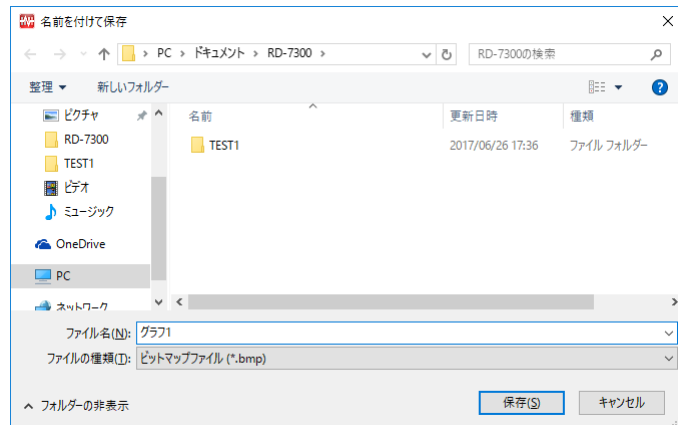 名前を付けて保存
PC > ドキュメント > RD-7300 >
RD-7300の検索
整理
新しいフォルダー
ピクチャ
RD-7300
TEST1
ビデオ
ミュージック
OneDrive
PC
ネットワーク
名前 更新日時 種類
TEST1 2017/06/26 17:36 ファイル フォルダー
ファイル名(N): グラフ1
ファイルの種類(T): ビットマップファイル (*.bmp)
フォルダーの非表示
保存(S)
キャンセル